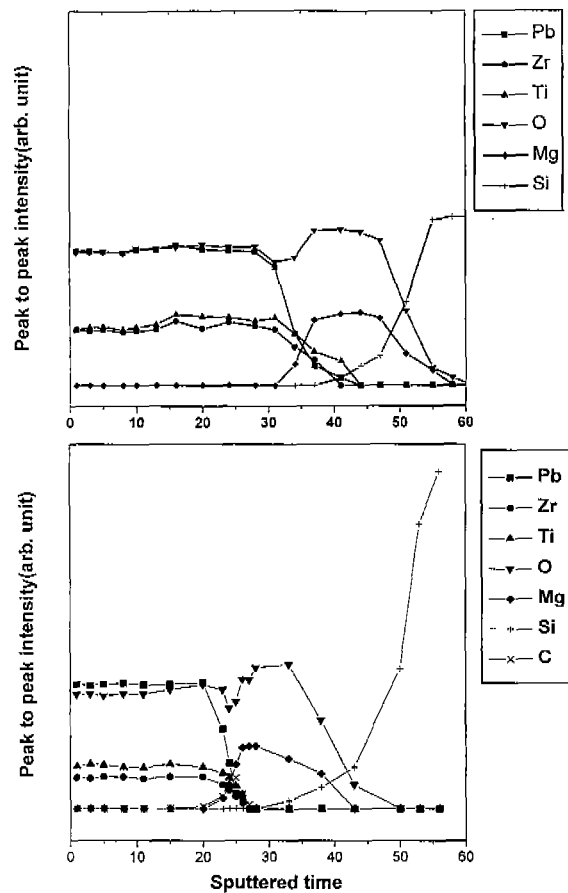 Peak to peak intensity(arb. unit)
Pb
Zr
Ti
O
Mg
Si
0 10 20 30 40 50 60
Peak to peak intensity(arb. unit)
Pb
Zr
Ti
O
Mg
Si
C
0 10 20 30 40 50 60
Sputtered time